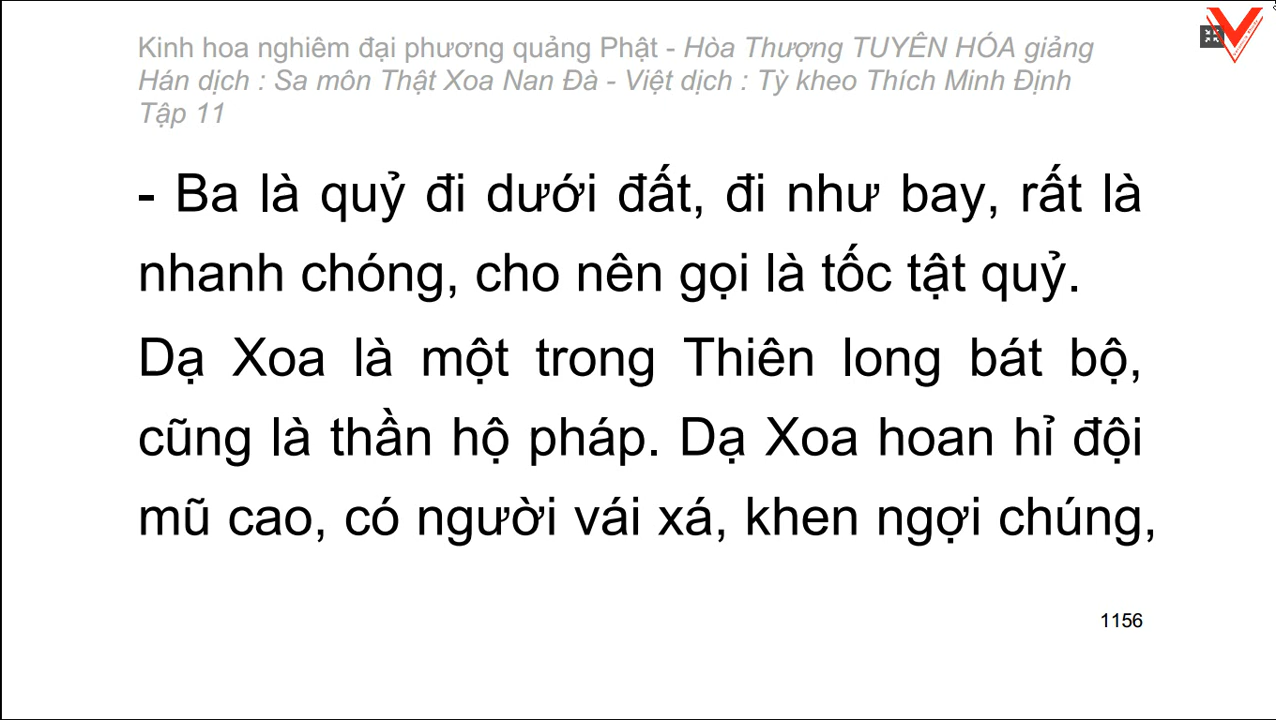 Kinh hoa nghiêm đại phương quảng Phật - Hòa Thượng TUYÊN HÓA giảng
Hán dịch : Sa môn Thật Xoa Nan Đà - Việt dịch : Tỳ kheo Thích Minh Định
Tập 11
- Ba là quỷ đi dưới đất, đi như bay, rất là
nhanh chóng, cho nên gọi là tốc tật quỷ.
Dạ Xoa là một trong Thiên long bát bộ,
cũng là thần hộ pháp. Dạ Xoa hoan hỉ đội
mũ cao, có người vái xá, khen ngợi chúng,
1156